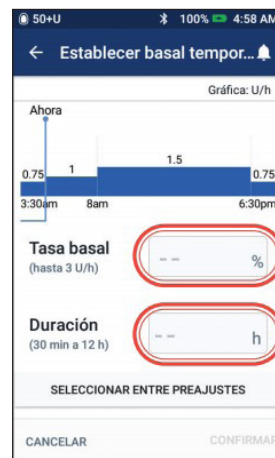 50+U 100% 4:58 AM
Establecer basal tempor...
Gráfica: U/h
Ahora
0.75 1 1.5 0.75
3:30am 8am 6:30pm
Tasa basal
(hasta 3 U/h)
-- %
Duración
(30 min a 12 h)
-- h
SELECCIONAR ENTRE PREAJUSTES
CANCELAR CONFIRMAR